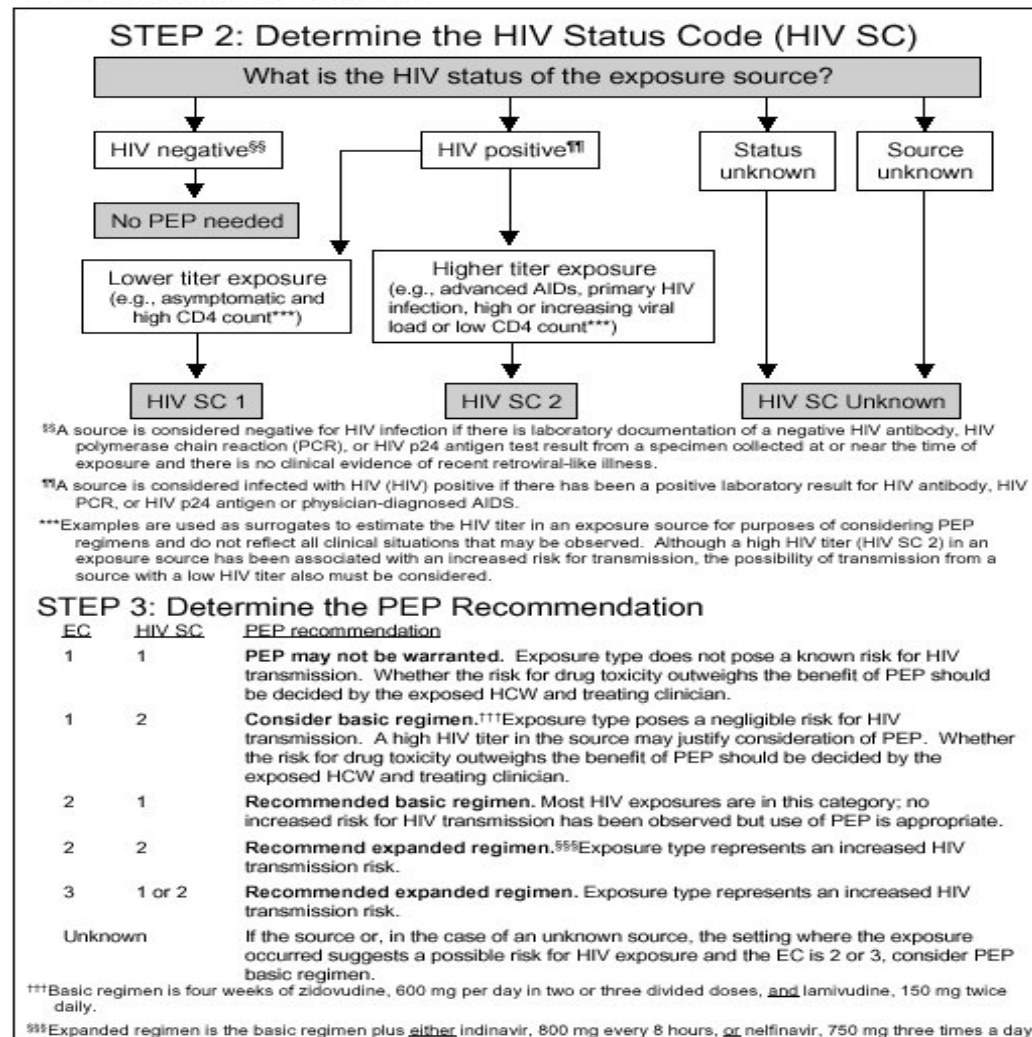 STEP 2: Determine the HIV Status Code (HIV SC)
What is the HIV status of the exposure source?
HIV negative§§
HIV positive¶¶
Status
unknown
Source
unknown
No PEP needed
Lower titer exposure
(e.g., asymptomatic and
high CD4 count***)
Higher titer exposure
(e.g., advanced AIDs, primary HIV
infection, high or increasing viral
load or low CD4 count***)
HIV SC 1
HIV SC 2
HIV SC Unknown
§§A source is considered negative for HIV infection if there is laboratory documentation of a negative HIV antibody, HIV
polymerase chain reaction (PCR), or HIV p24 antigen test result from a specimen collected at or near the time of
exposure and there is no clinical evidence of recent retroviral-like illness.
¶¶A source is considered infected with HIV (HIV) positive if there has been a positive laboratory result for HIV antibody, HIV
PCR, or HIV p24 antigen or physician-diagnosed AIDS.
***Examples are used as surrogates to estimate the HIV titer in an exposure source for purposes of considering PEP
regimens and do not reflect all clinical situations that may be observed. Although a high HIV titer (HIV SC 2) in an
exposure source has been associated with an increased risk for transmission, the possibility of transmission from a
source with a low HIV titer also must be considered.
STEP 3: Determine the PEP Recommendation
EC HIV SC PEP recommendation
1 1 PEP may not be warranted. Exposure type does not pose a known risk for HIV
transmission. Whether the risk for drug toxicity outweighs the benefit of PEP should
be decided by the exposed HCW and treating clinician.
1 2 Consider basic regimen.†††Exposure type poses a negligible risk for HIV
transmission. A high HIV titer in the source may justify consideration of PEP. Whether
the risk for drug toxicity outweighs the benefit of PEP should be decided by the
exposed HCW and treating clinician.
2 1 Recommended basic regimen. Most HIV exposures are in this category; no
increased risk for HIV transmission has been observed but use of PEP is appropriate.
2 2 Recommend expanded regimen.§§§Exposure type represents an increased HIV
transmission risk.
3 1 or 2 Recommended expanded regimen. Exposure type represents an increased HIV
transmission risk.
Unknown If the source or, in the case of an unknown source, the setting where the exposure
occurred suggests a possible risk for HIV exposure and the EC is 2 or 3, consider PEP
basic regimen.
†††Basic regimen is four weeks of zidovudine, 600 mg per day in two or three divided doses, and lamivudine, 150 mg twice
daily.
§§§Expanded regimen is the basic regimen plus either indinavir, 800 mg every 8 hours, or nelfinavir, 750 mg three times a day